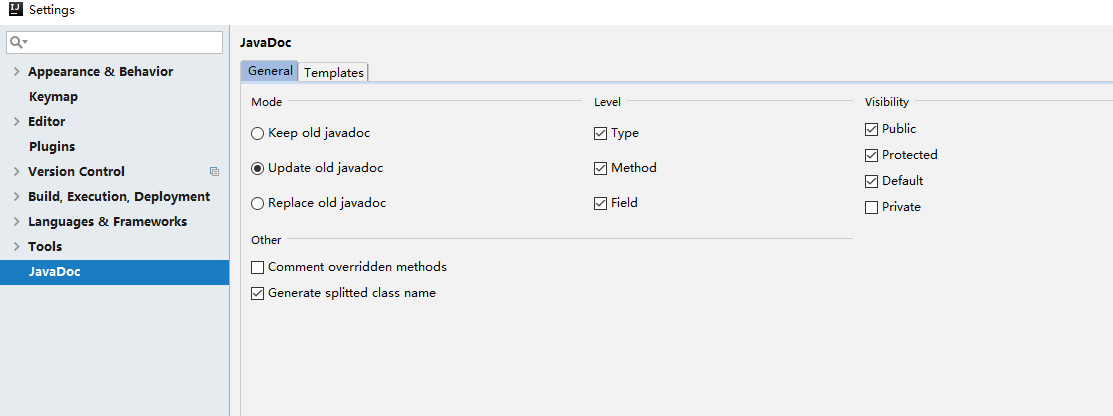 IJ Settings
Appearance & Behavior
Keymap
Editor
Plugins
Version Control
Build, Execution, Deployment
Languages & Frameworks
Tools
JavaDoc
JavaDoc
General Templates
Mode
Keep old javadoc
Update old javadoc
Replace old javadoc
Level
Type
Method
Field
Visibility
Public
Protected
Default
Private
Other
Comment overridden methods
Generate splitted class name